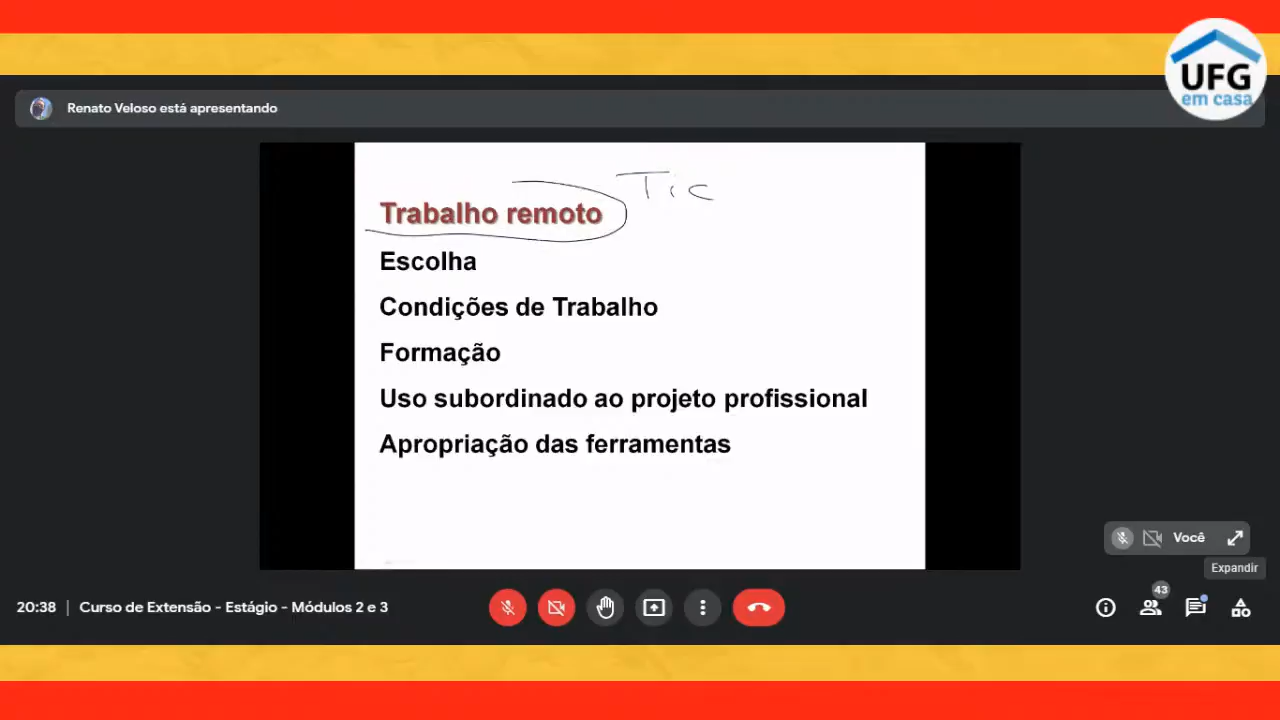 UFG
em casa
Renato Veloso está apresentando
Tic
Trabalho remoto
Escolha
Condições de Trabalho
Formação
Uso subordinado ao projeto profissional
Apropriação das ferramentas
Você
Expandir
20:38 | Curso de Extensão - Estágio - Módulos 2 e 3
43